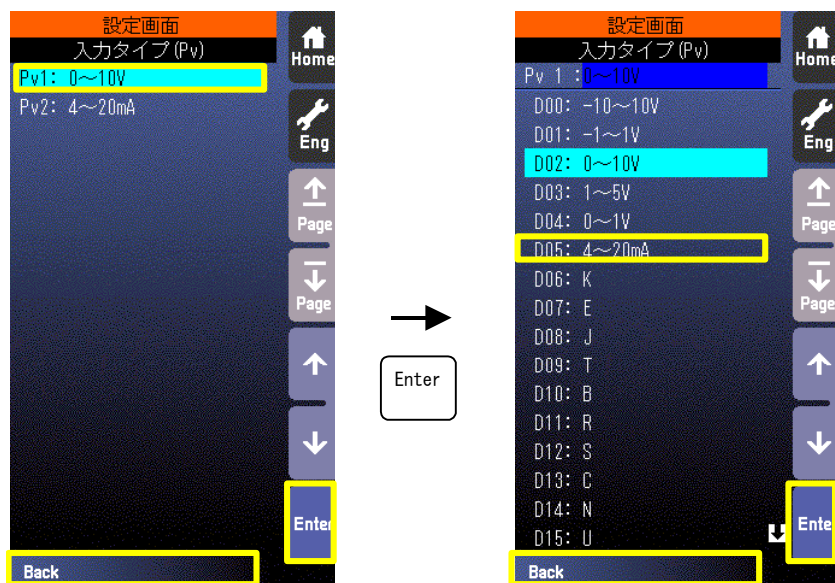 設定画面
入力タイプ(Pv)
Pv1: 0～10V
Pv2: 4～20mA
Home
Eng
Page
Page
Enter
Back
Enter
設定画面
入力タイプ(Pv)
Pv 1 :0～10V
D00: -10～10V
D01: -1～1V
D02: 0～10V
D03: 1～5V
D04: 0～1V
D05: 4～20mA
D06: K
D07: E
D08: J
D09: T
D10: B
D11: R
D12: S
D13: C
D14: N
D15: U
Home
Eng
Page
Page
Ente
Back